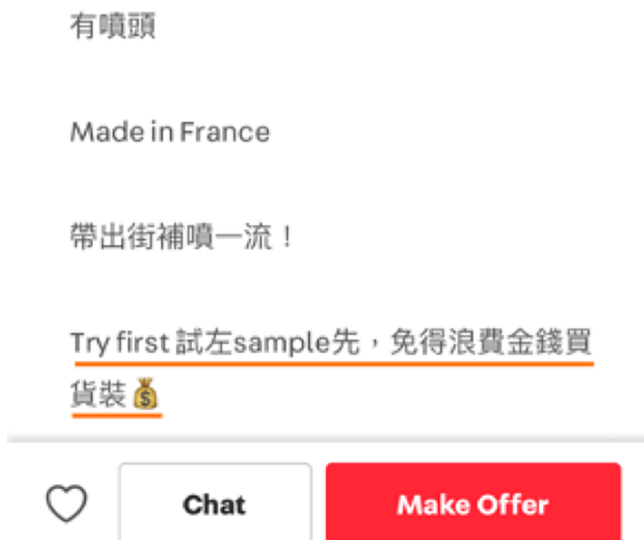 有噴頭
Made in France
帶出街補噴一流！
Try first 試左sample先，免得浪費金錢買
貨裝💰
Chat
Make Offer